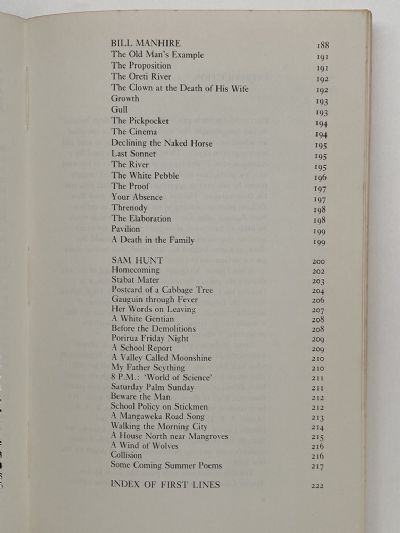 BILL MANHIRE 188
The Old Man's Example 191
The Proposition 191
The Oreti River 192
The Clown at the Death of His Wife 192
Growth 193
Gull 193
The Pickpocket 194
The Cinema 194
Declining the Naked Horse 195
Last Sonnet 195
The River 195
The White Pebble 196
The Proof 197
Your Absence 197
Threnody 198
The Elaboration 198
Pavilion 199
A Death in the Family 199
SAM HUNT 200
Homecoming 202
Stabat Mater 203
Postcard of a Cabbage Tree 204
Gauguin through Fever 206
Her Words on Leaving 207
A White Gentian 208
Before the Demolitions 208
Porirua Friday Night 209
A School Report 209
A Valley Called Moonshine 210
My Father Scything 210
8 P.M.: 'World of Science' 211
Saturday Palm Sunday 211
Beware the Man 212
School Policy on Stickmen 212
A Mangaweka Road Song 213
Walking the Morning City 214
A House North near Mangroves 215
A Wind of Wolves 216
Collision 216
Some Coming Summer Poems 217
INDEX OF FIRST LINES 222